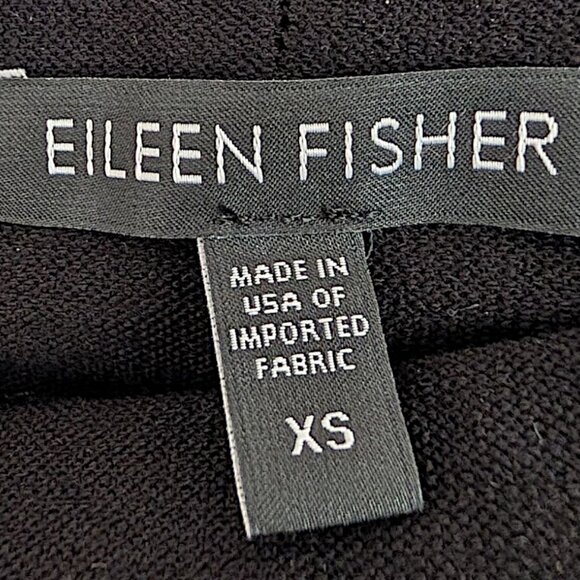 EILEEN FISHER
MADE IN
USA OF
IMPORTED
FABRIC
XS